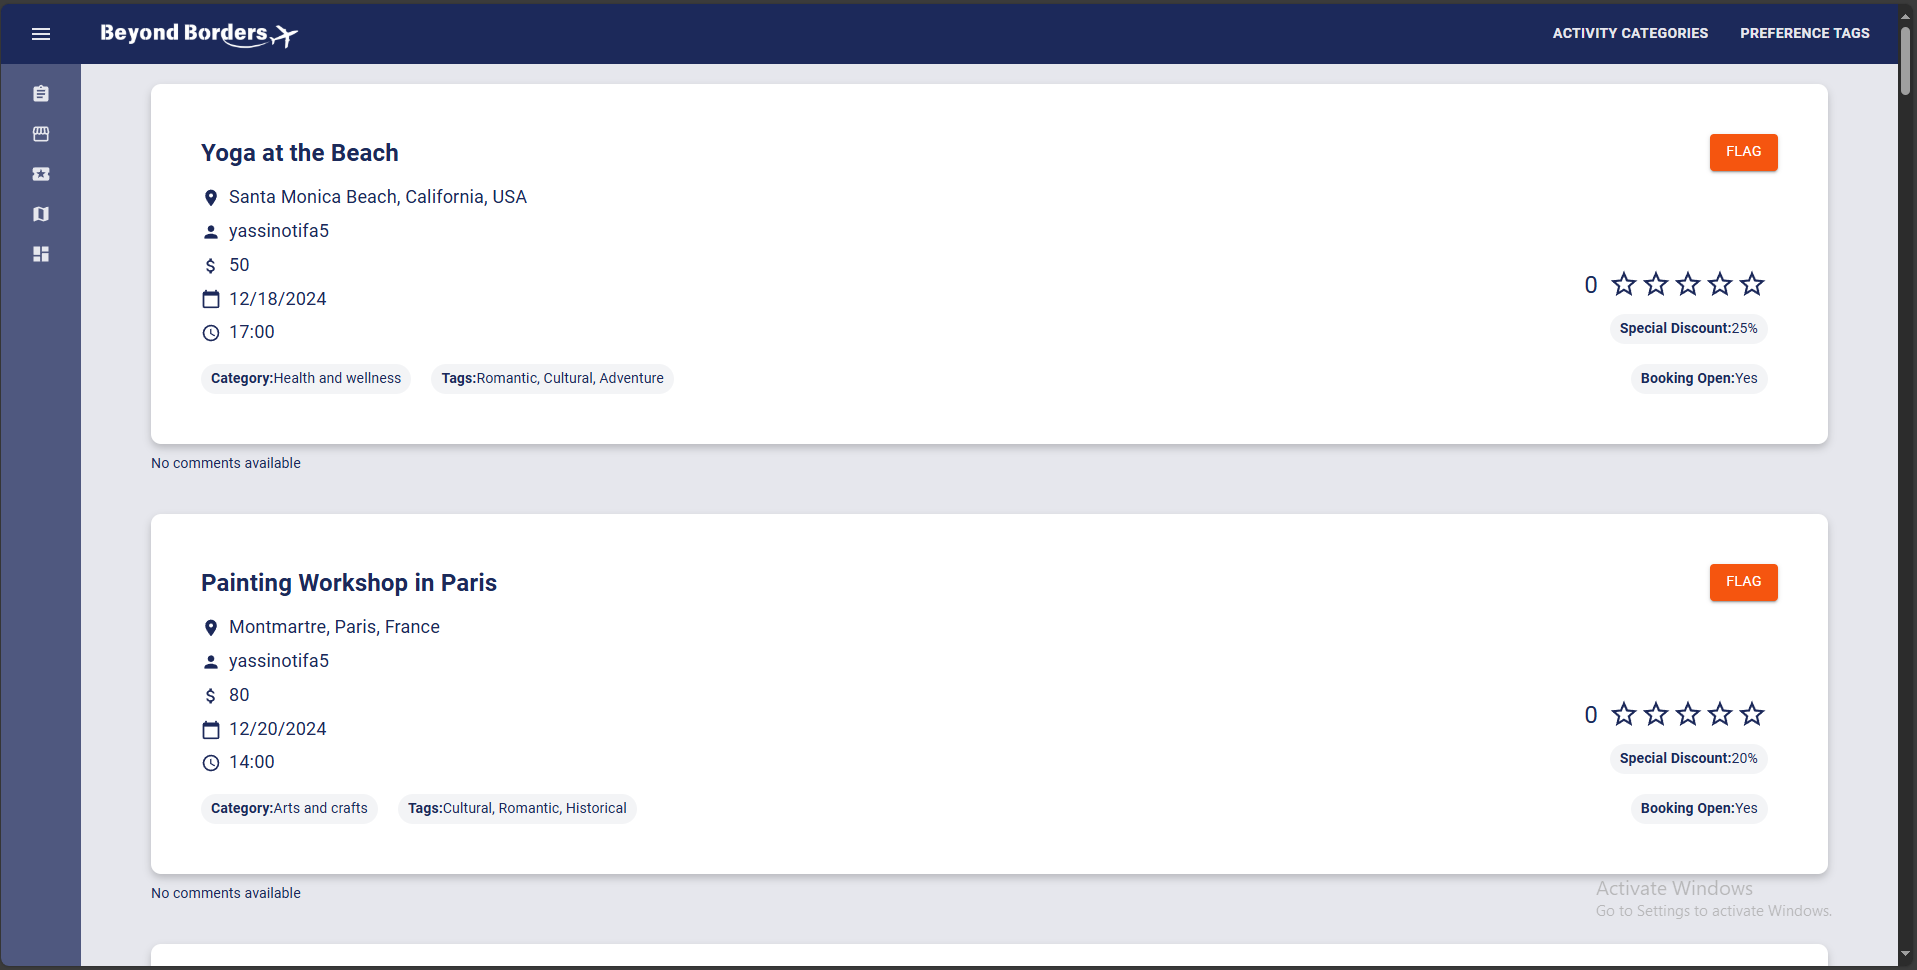 Beyond Borders
ACTIVITY CATEGORIES
PREFERENCE TAGS
Yoga at the Beach
FLAG
Santa Monica Beach, California, USA
yassinotifa5
$ 50
12/18/2024
17:00
0
Special Discount:25%
Category:Health and wellness
Tags:Romantic, Cultural, Adventure
Booking Open:Yes
No comments available
Painting Workshop in Paris
FLAG
Montmartre, Paris, France
yassinotifa5
$ 80
12/20/2024
14:00
0
Special Discount:20%
Category:Arts and crafts
Tags:Cultural, Romantic, Historical
Booking Open:Yes
No comments available
Activate Windows
Go to Settings to activate Windows.